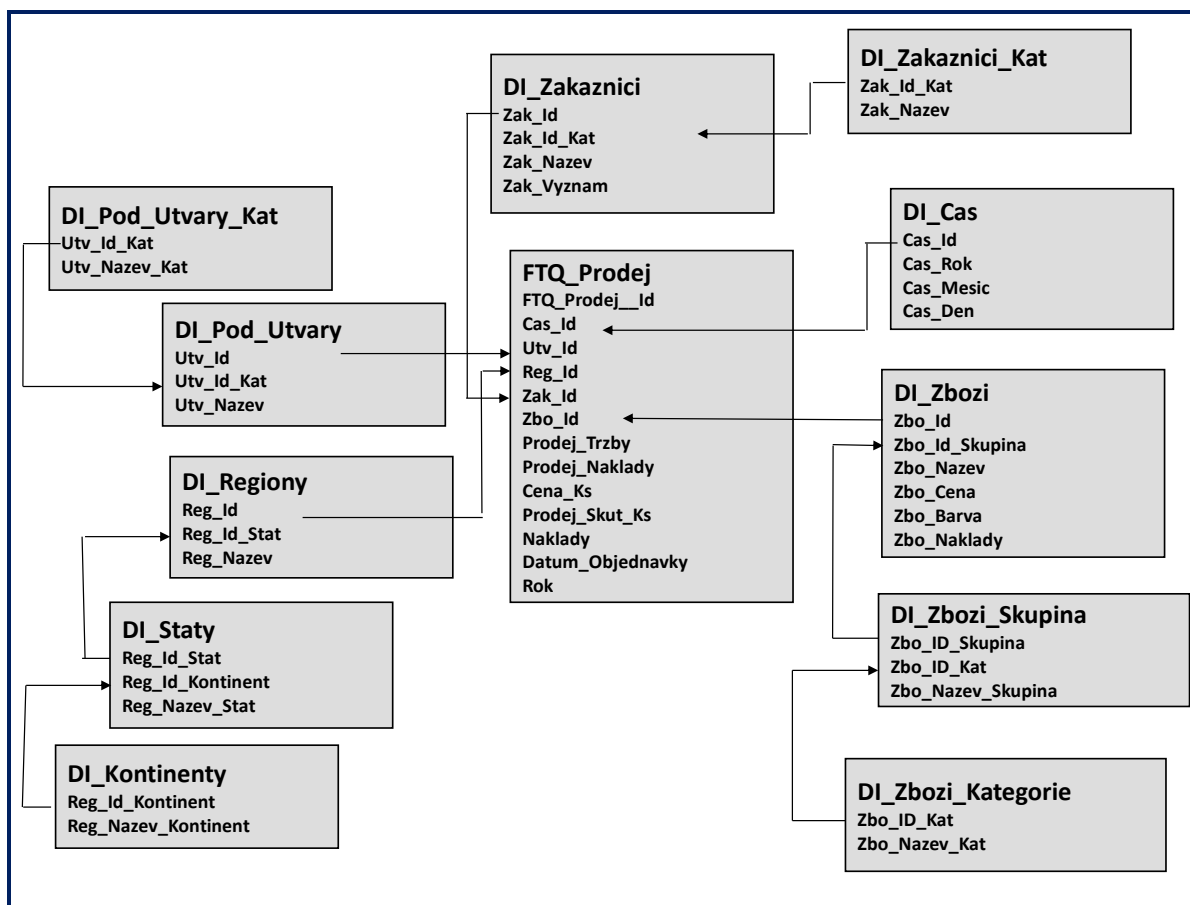 DI_Zakaznici_Kat
Zak_Id_Kat
Zak_Nazev
DI_Zakaznici
Zak_Id
Zak_Id_Kat
Zak_Nazev
Zak_Vyznam
DI_Pod_Utvary_Kat
Utv_Id_Kat
Utv_Nazev_Kat
DI_Cas
Cas_Id
Cas_Rok
Cas_Mesic
Cas_Den
FTQ_Prodej
FTQ_Prodej__Id
Cas_Id
Utv_Id
Reg_Id
Zak_Id
Zbo_Id
Prodej_Trzby
Prodej_Naklady
Cena_Ks
Prodej_Skut_Ks
Naklady
Datum_Objednavky
Rok
DI_Pod_Utvary
Utv_Id
Utv_Id_Kat
Utv_Nazev
DI_Zbozi
Zbo_Id
Zbo_Id_Skupina
Zbo_Nazev
Zbo_Cena
Zbo_Barva
Zbo_Naklady
DI_Regiony
Reg_Id
Reg_Id_Stat
Reg_Nazev
DI_Staty
Reg_Id_Stat
Reg_Id_Kontinent
Reg_Nazev_Stat
DI_Zbozi_Skupina
Zbo_ID_Skupina
Zbo_ID_Kat
Zbo_Nazev_Skupina
DI_Kontinenty
Reg_Id_Kontinent
Reg_Nazev_Kontinent
DI_Zbozi_Kategorie
Zbo_ID_Kat
Zbo_Nazev_Kat